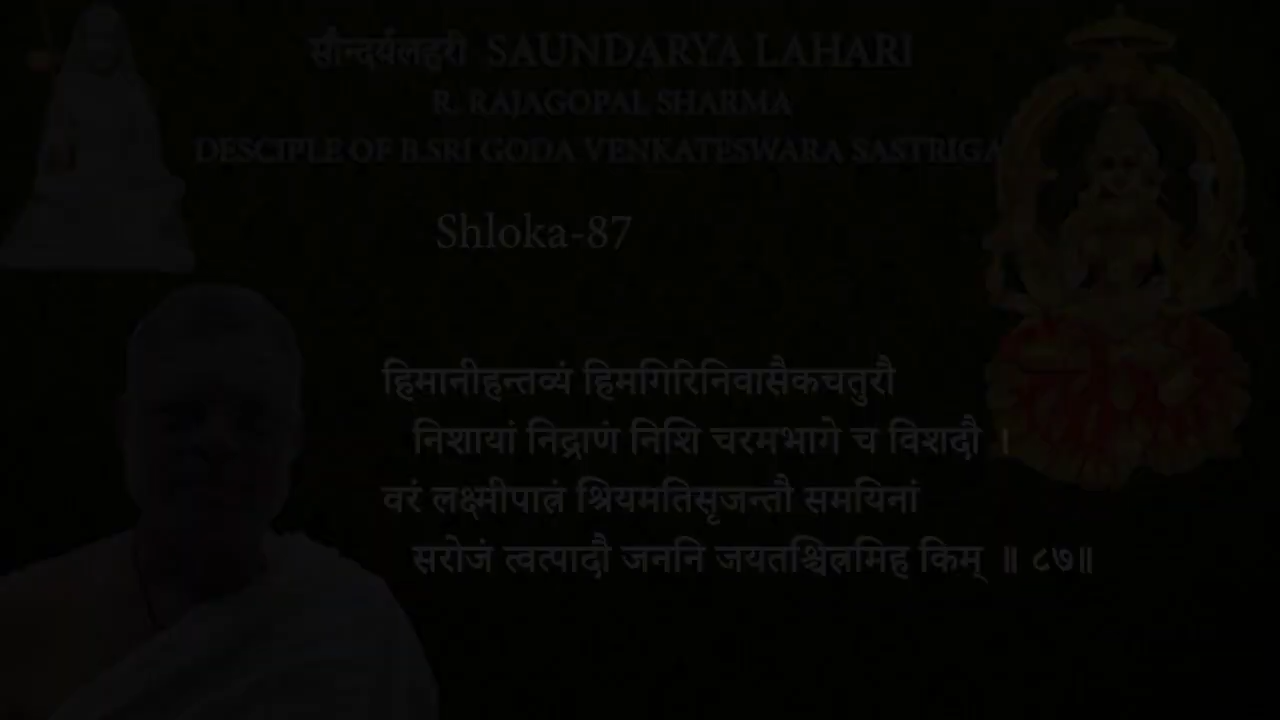 सौन्दर्यलहरी SAUNDARYA LAHARI
R. RAJAGOPAL SHARMA
DESCIPLE OF B.SRI GODA VENKATESWARA SASTRIGA
Shloka-87
हिमानीहन्तव्यं हिमगिरिनिवासैकचतुरौ
निशायां निद्राणं निशि चरमभागे च विशदौ ।
वरं लक्ष्मीपात्रं श्रियमतिसृजन्तौ समयिनां
सरोजं त्वत्पादौ जननि जयतश्चित्रमिह किम् ॥ ८७॥